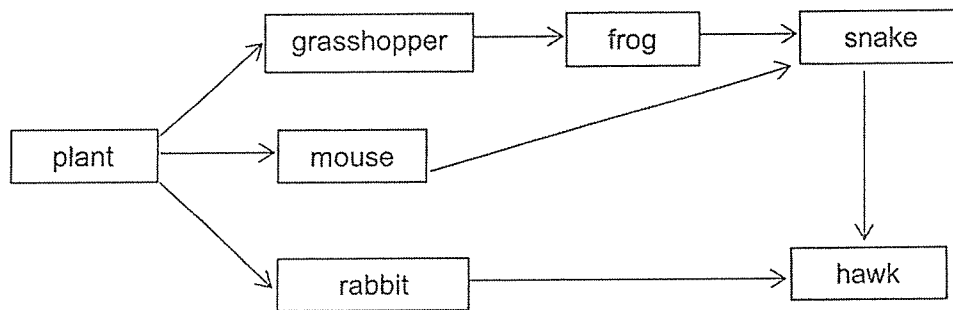 grasshopper
frog
snake
plant
mouse
rabbit
hawk